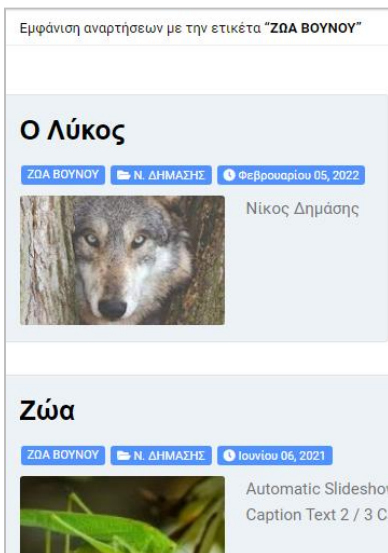 Εμφάνιση αναρτήσεων με την ετικέτα "ΖΩΑ ΒΟΥΝΟΥ"
Ο Λύκος
ΖΩΑ ΒΟΥΝΟΥ Ν. ΔΗΜΑΣΗΣ Φεβρουαρίου 05, 2022
Νίκος Δημάσης
Ζώα
ΖΩΑ ΒΟΥΝΟΥ Ν. ΔΗΜΑΣΗΣ Ιουνίου 06, 2021
Automatic
Caption Text 2 / 3